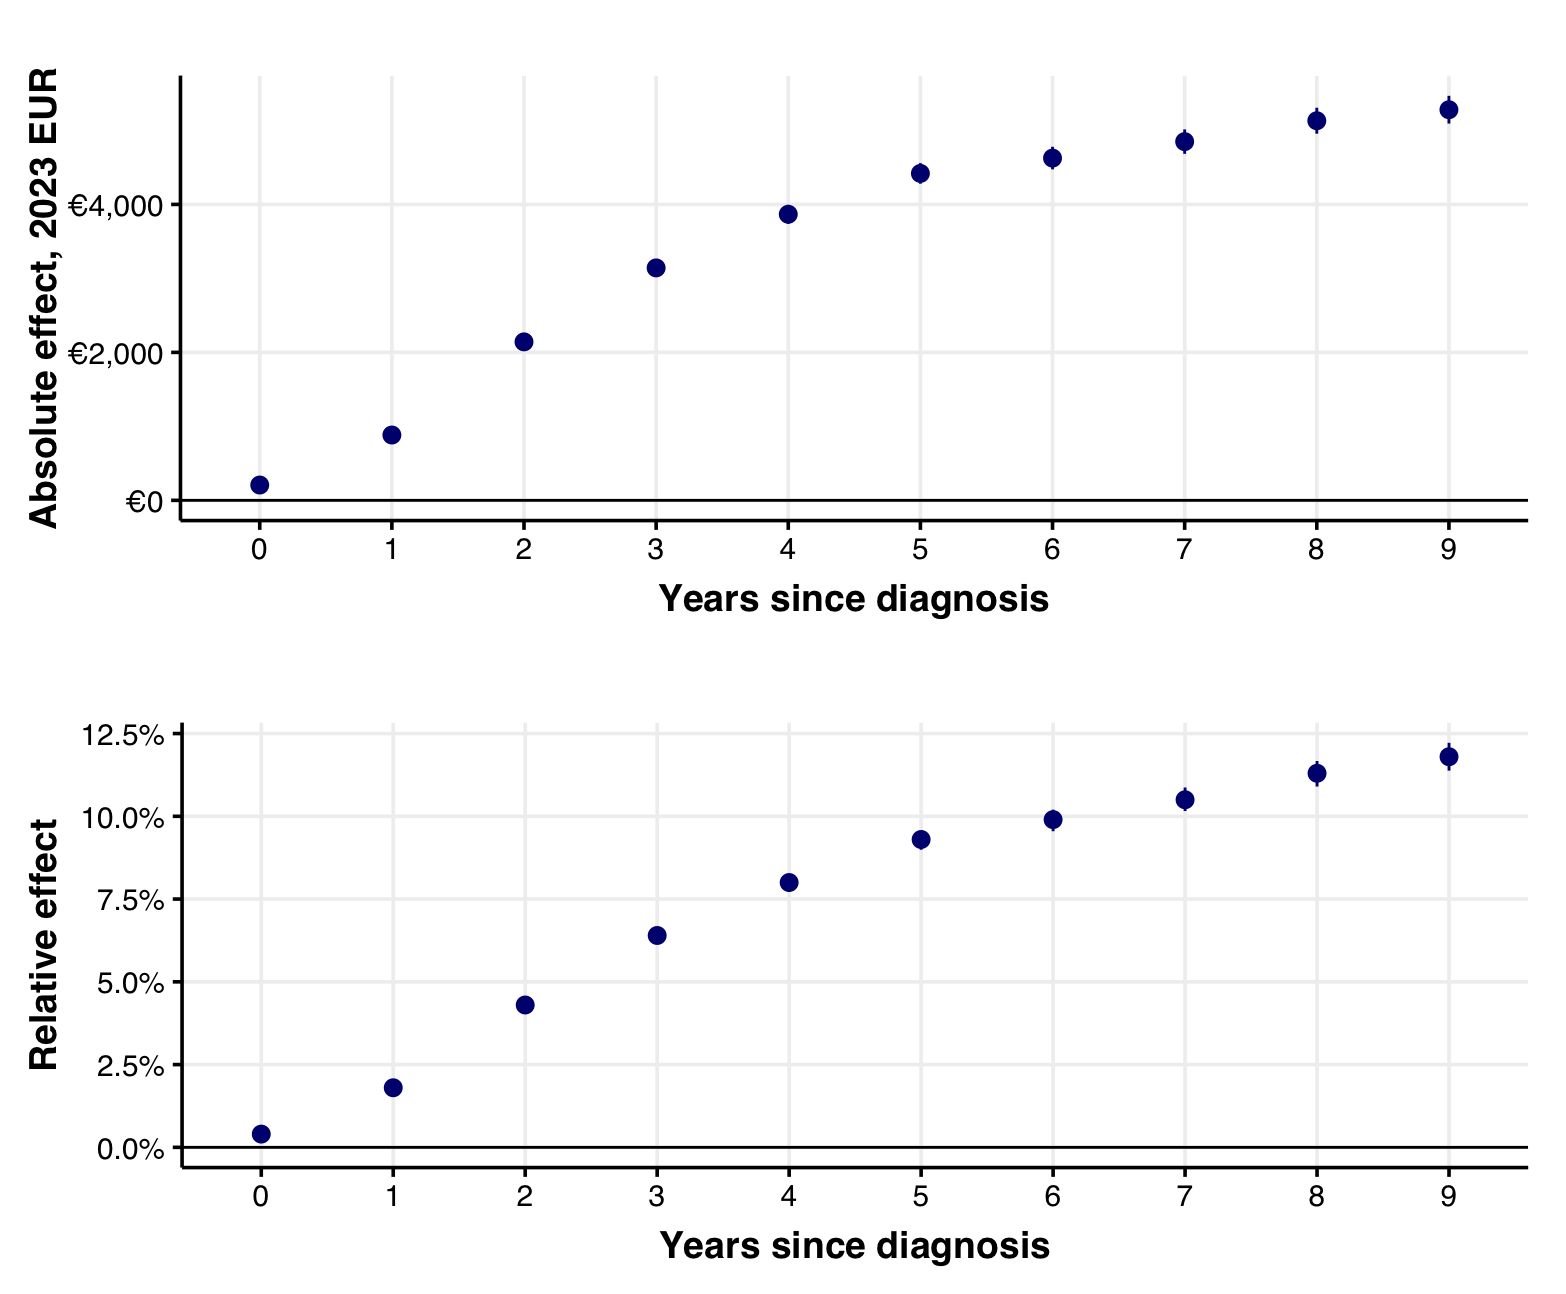 Absolute effect, 2023 EUR
€4,000
€2,000
€0
0 1 2 3 4 5 6 7 8 9
Years since diagnosis
Relative effect
12.5%
10.0%
7.5%
5.0%
2.5%
0.0%
0 1 2 3 4 5 6 7 8 9
Years since diagnosis